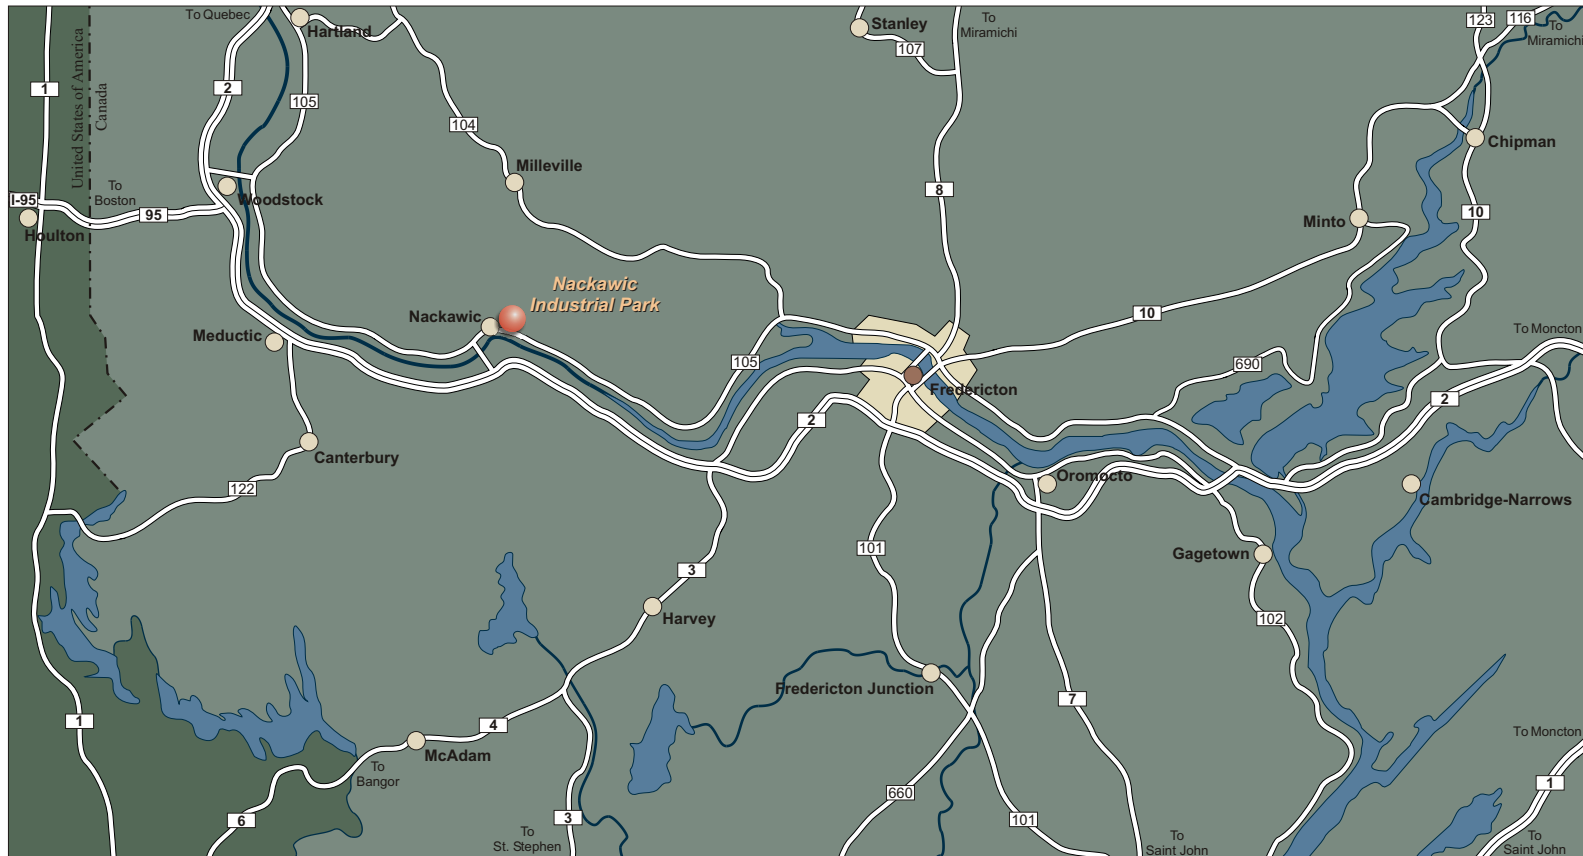 To Quebec
Hartland
Stanley
To
Miramichi
123
116
To
Miramichi
107
1
United States of America
Canada
2
105
104
Milleville
Chipman
8
I-95
To
Boston
Woodstock
95
Houlton
Minto
10
Nackawic
Industrial Park
Nackawic
10
To Moncton
Meductic
105
690
Fredericton
2
2
Canterbury
Oromocto
122
Cambridge-Narrows
101
Gagetown
3
Harvey
102
Fredericton Junction
7
1
4
To Moncton
McAdam
To
Bangor
1
660
6
3
101
To
St. Stephen
To
Saint John
To
Saint John